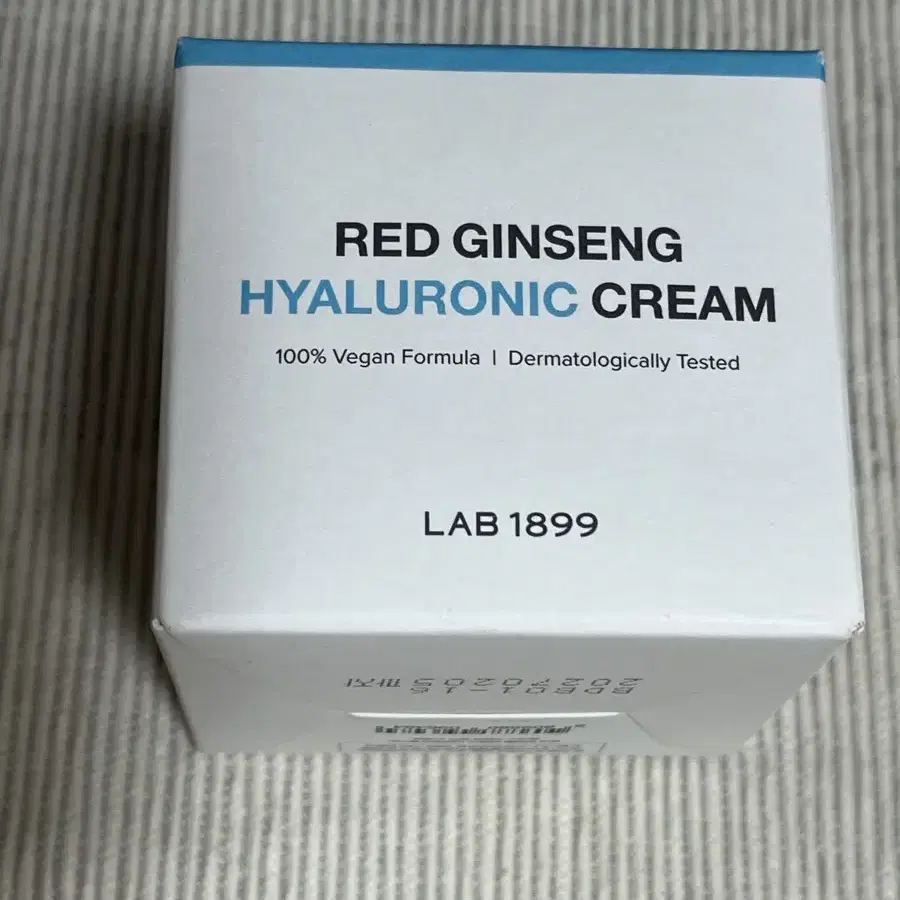 RED GINSENG
HYALURONIC CREAM
100% Vegan Formula | Dermatologically Tested
LAB 1899